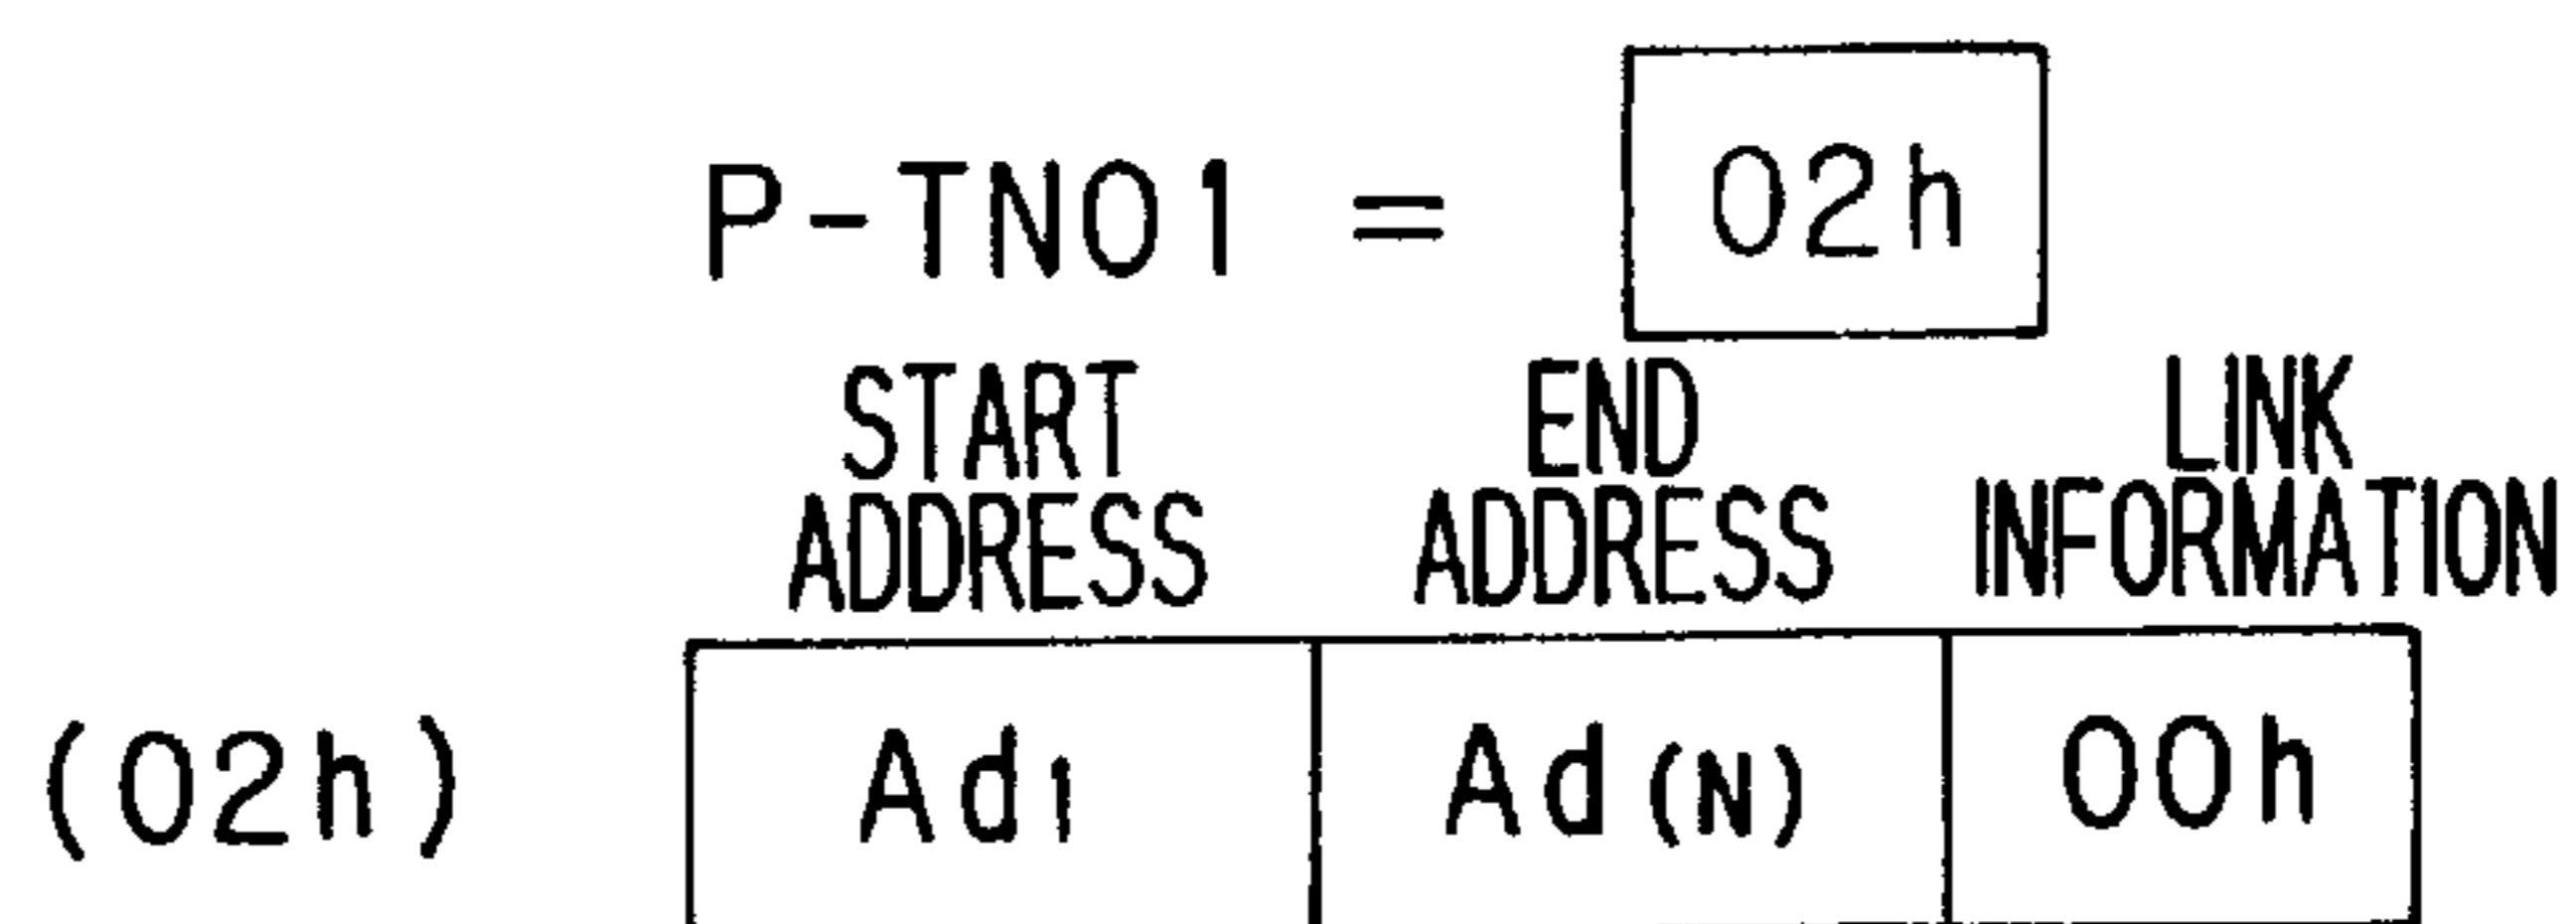 P-TNO1 = 02h
START ADDRESS END ADDRESS LINK INFORMATION
(02h) Ad1 Ad(N) 00h